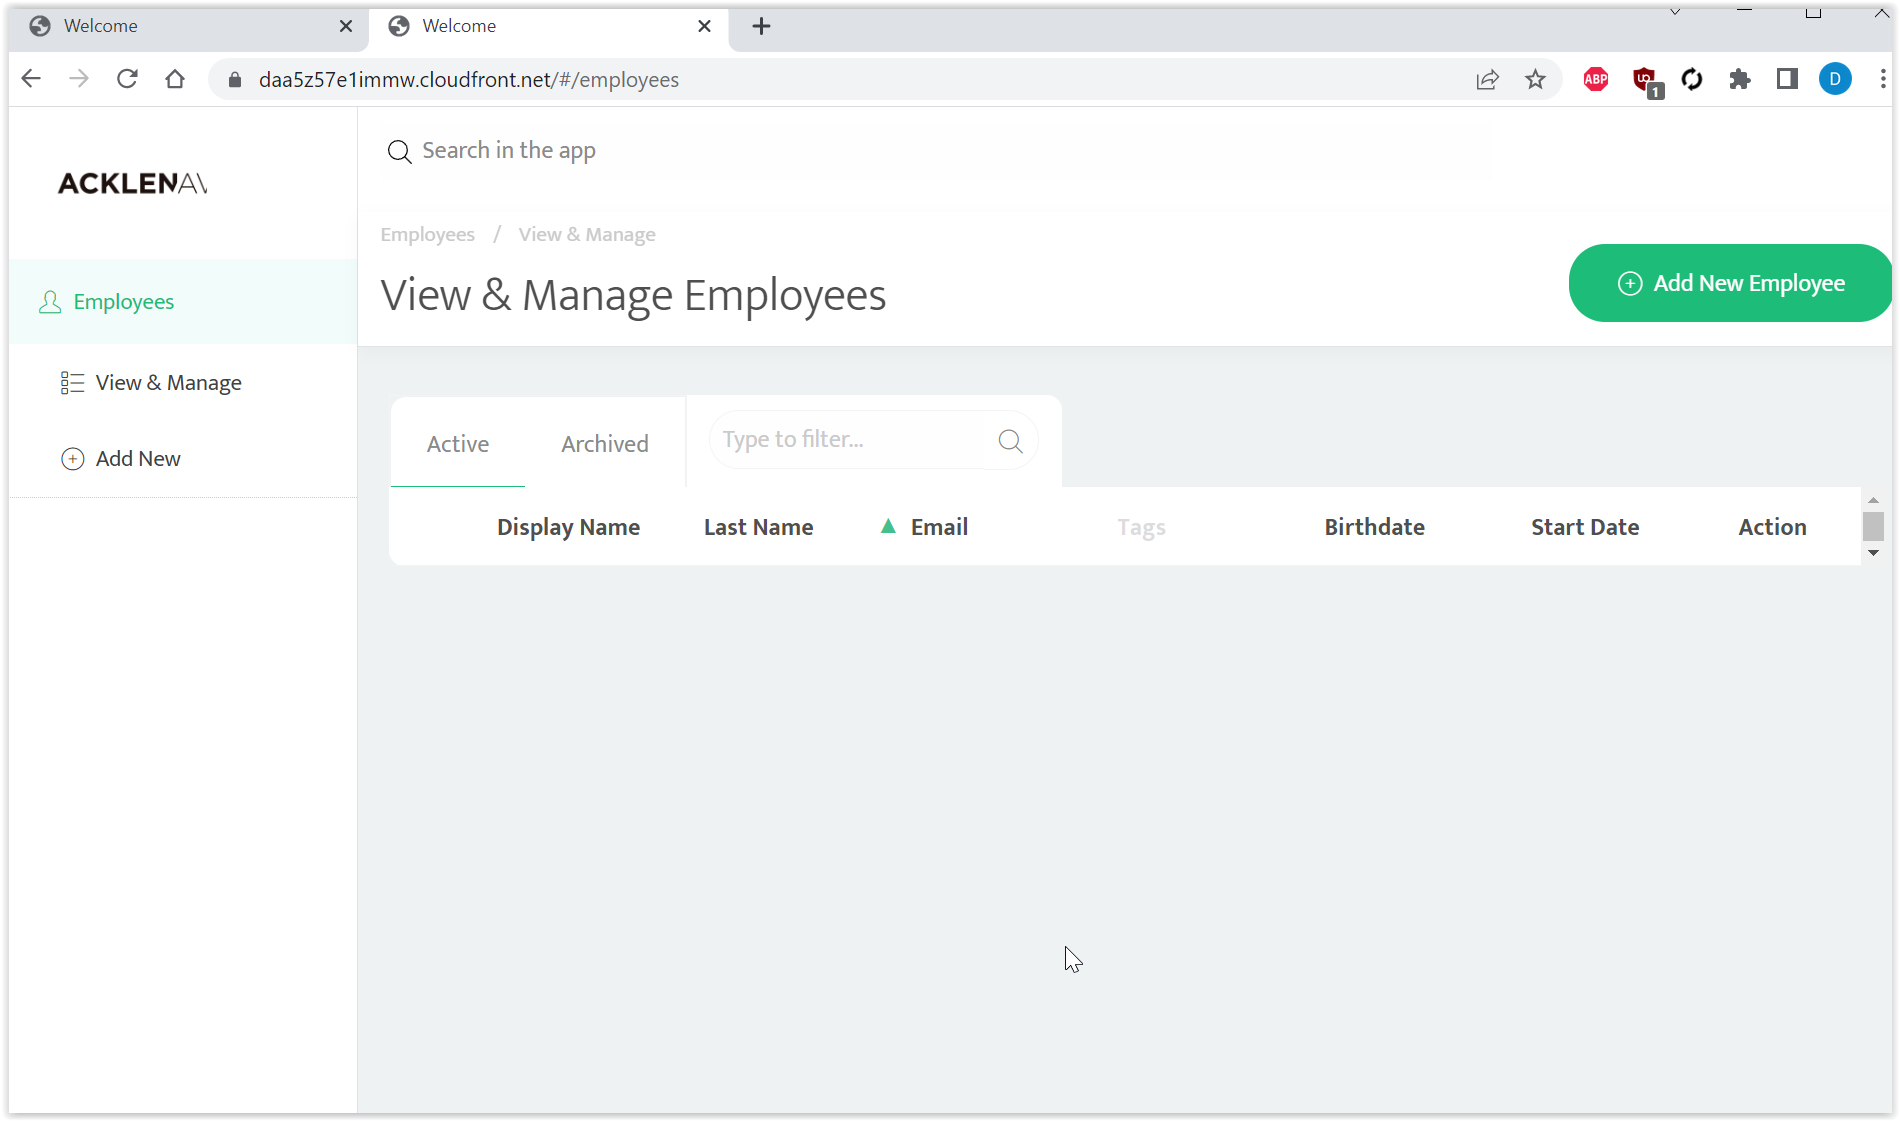 Welcome
Welcome
daa5z57e1immw.cloudfront.net/#/employees
ABP
UO
1
D
ACKLENAV
Search in the app
Employees / View & Manage
View & Manage Employees
Add New Employee
Employees
View & Manage
Add New
Active
Archived
Type to filter...
Display Name
Last Name
Email
Tags
Birthdate
Start Date
Action